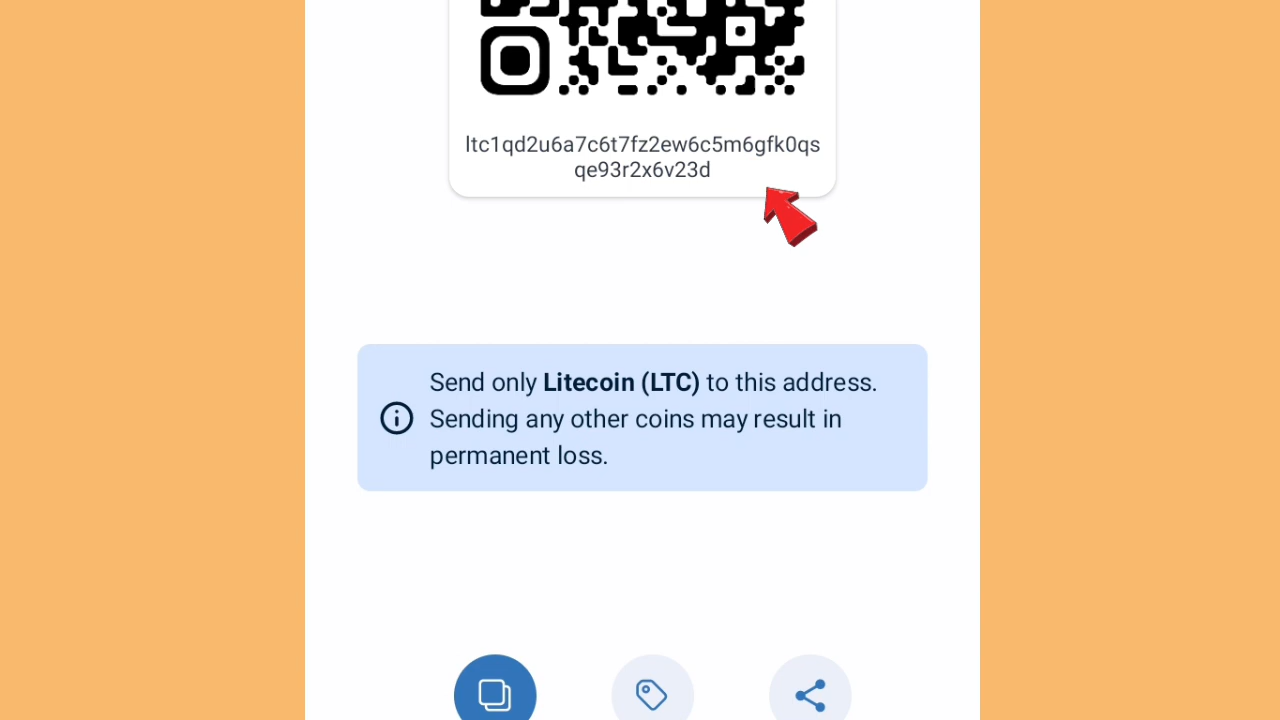 ltc1qd2u6a7c6t7fz2ew6c5m6gfk0qs
qe93r2x6v23d
Send only Litecoin (LTC) to this address.
Sending any other coins may result in
permanent loss.